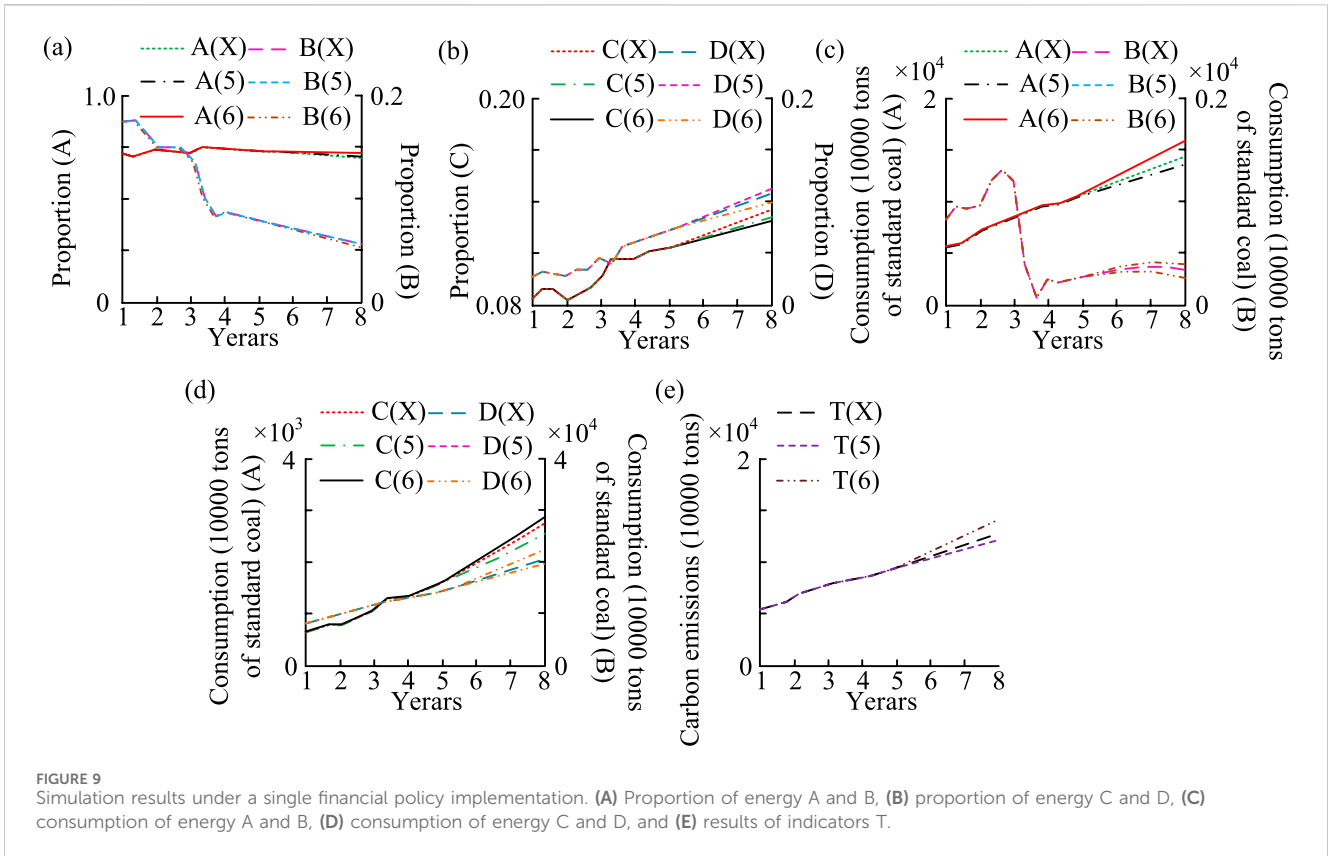 (a)
A(X) B(X)
A(5) B(5)
A(6) B(6)
1.0
0.2
Proportion (A)
Proportion (B)
0
0
1 2 3 4 5 6 7 8
Yerars
(b)
C(X) D(X)
C(5) D(5)
C(6) D(6)
0.20
0.2
Proportion (C)
Proportion (D)
0.08
0
1 2 3 4 5 6 7 8
Yerars
(c)
A(X) B(X)
A(5) B(5)
A(6) B(6)
×10⁴
×10⁴
2
0.2
Consumption (10000 tons
of standard coal) (A)
Consumption (10000 tons
of standard coal) (B)
0
0
1 2 3 4 5 6 7 8
Yerars
(d)
C(X) D(X)
C(5) D(5)
C(6) D(6)
×10³
×10⁴
4
4
Consumption (10000 tons
of standard coal) (A)
Consumption (10000 tons
of standard coal) (B)
0
0
1 2 3 4 5 6 7 8
Yerars
(e)
T(X)
T(5)
T(6)
×10⁴
2
Carbon emissions (10000 tons)
0
1 2 3 4 5 6 7 8
Yerars
FIGURE 9
Simulation results under a single financial policy implementation. (A) Proportion of energy A and B, (B) proportion of energy C and D, (C)
consumption of energy A and B, (D) consumption of energy C and D, and (E) results of indicators T.